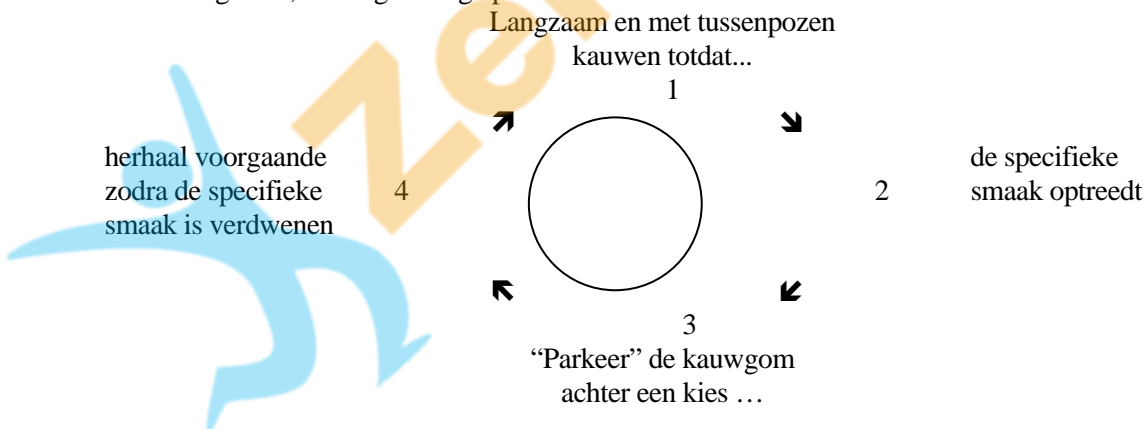 Langzaam en met tussenpozen
kauwen totdat...
1
de specifieke
2 smaak optreedt
3
“Parkeer” de kauwgom
achter een kies …
herhaal voorgaande
zodra de specifieke 4
smaak is verdwenen